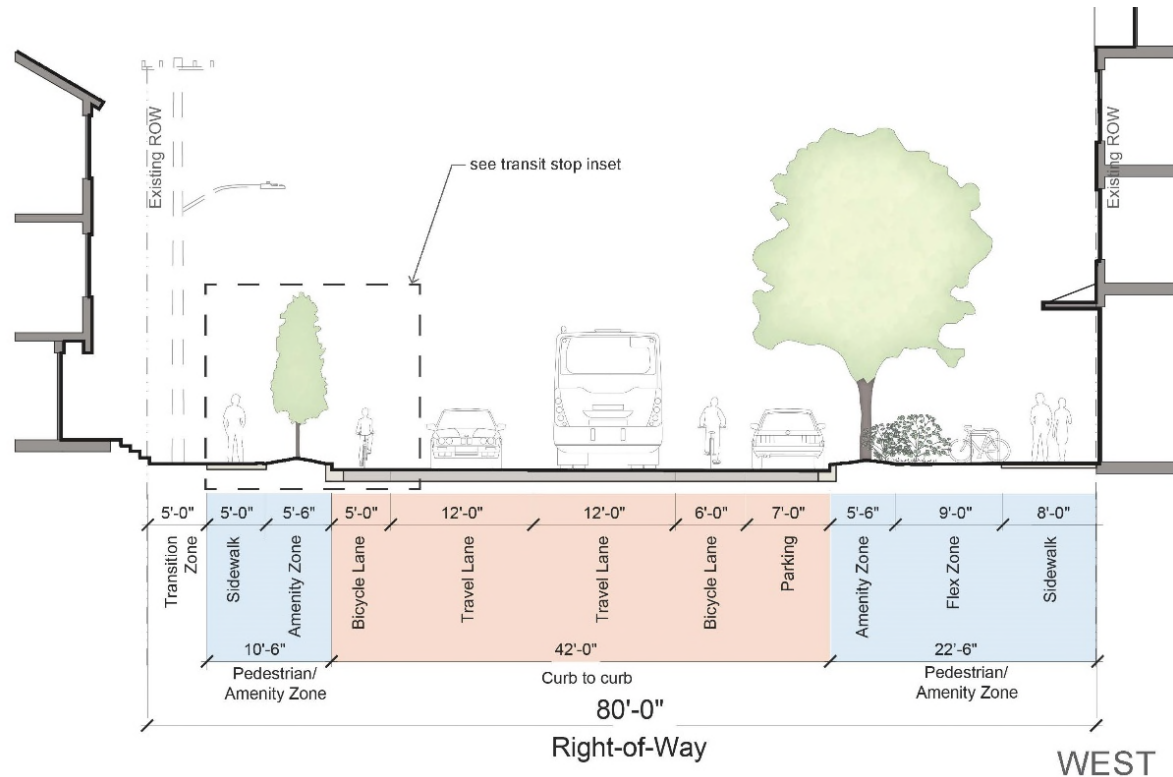 Existing ROW
see transit stop inset
Existing ROW
5'-0" 5'-0" 5'-6" 5'-0" 12'-0" 12'-0" 6'-0" 7'-0" 5'-6" 9'-0" 8'-0"
Transition
Zone
Sidewalk
Amenity Zone
Bicycle Lane
Travel Lane
Travel Lane
Bicycle Lane
Parking
Amenity Zone
Flex Zone
Sidewalk
10'-6" 42'-0" 22'-6"
Pedestrian/
Amenity Zone
Curb to curb
Pedestrian/
Amenity Zone
80'-0"
Right-of-Way
WEST